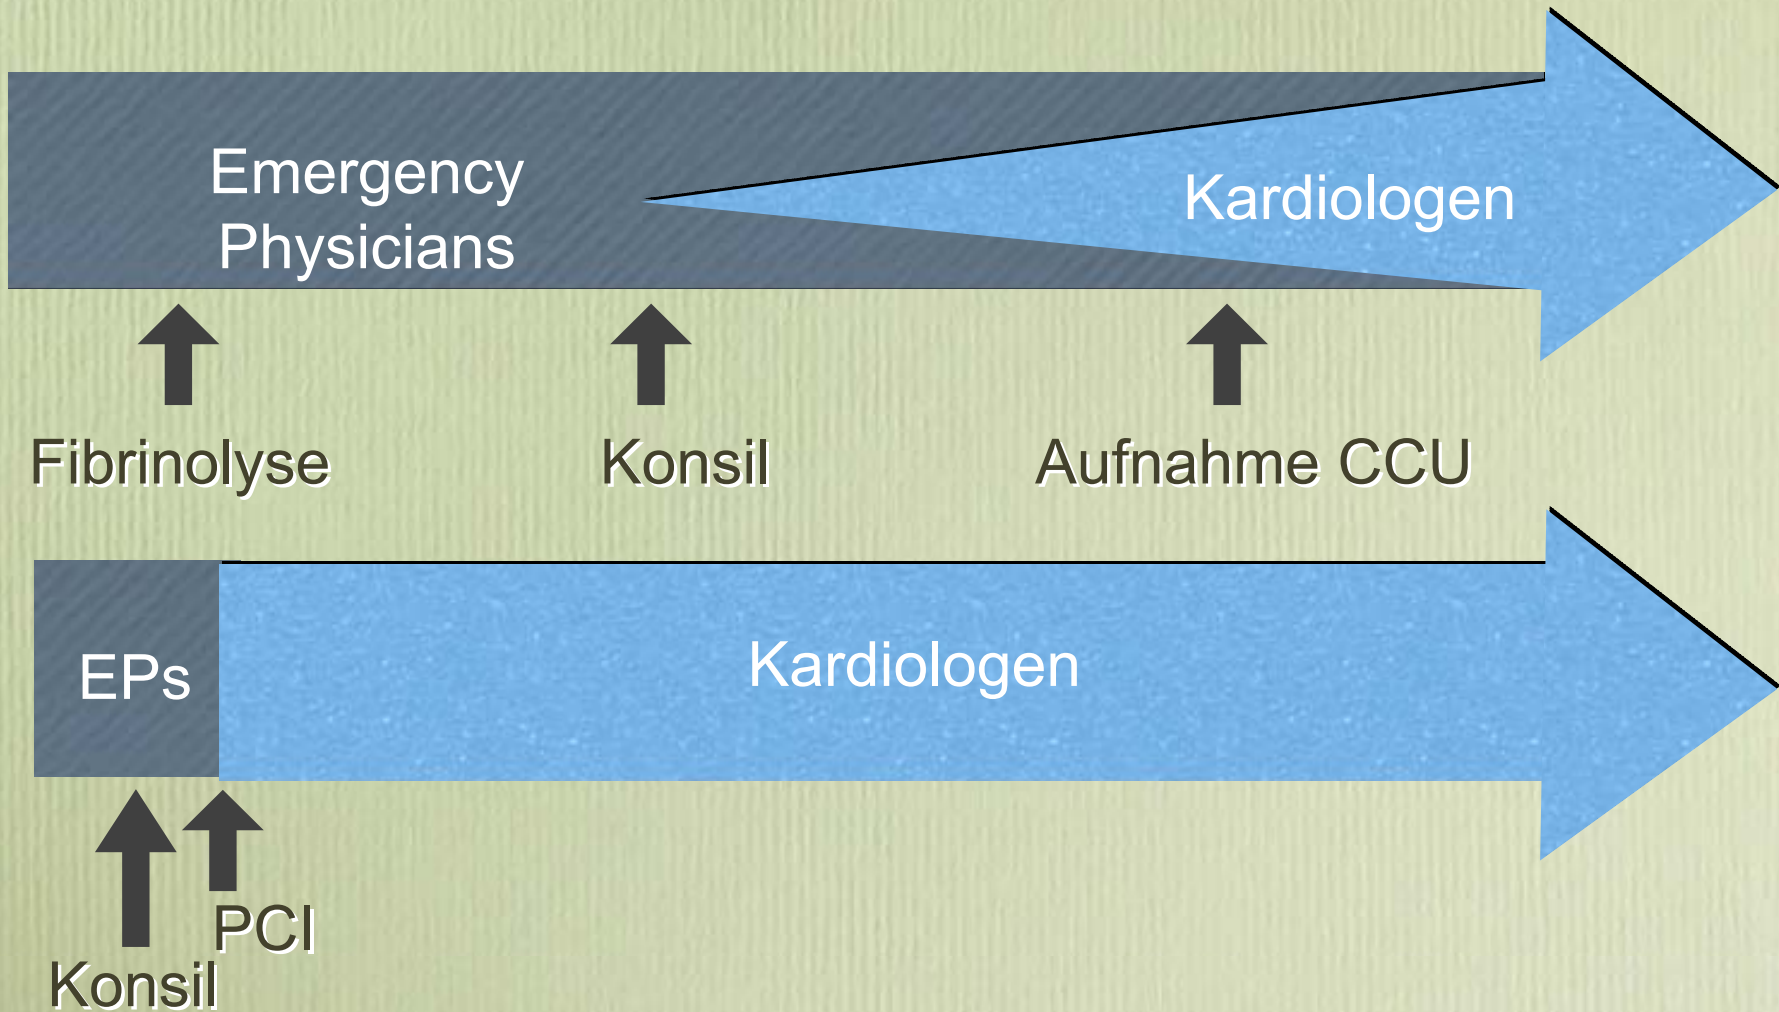 Emergency
Physicians
Kardiologen
Fibrinolyse
Konsil
Aufnahme CCU
EPs
Kardiologen
PCI
Konsil